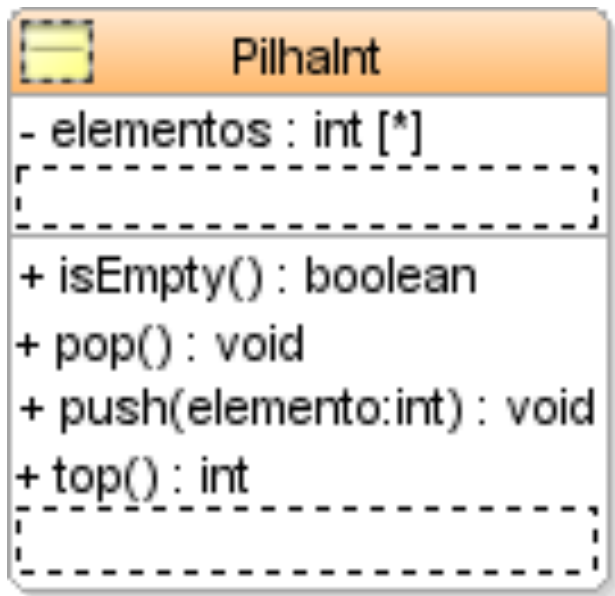 PilhaInt
- elementos : int [*]
+ isEmpty() : boolean
+ pop() : void
+ push(elemento:int) : void
+ top() : int